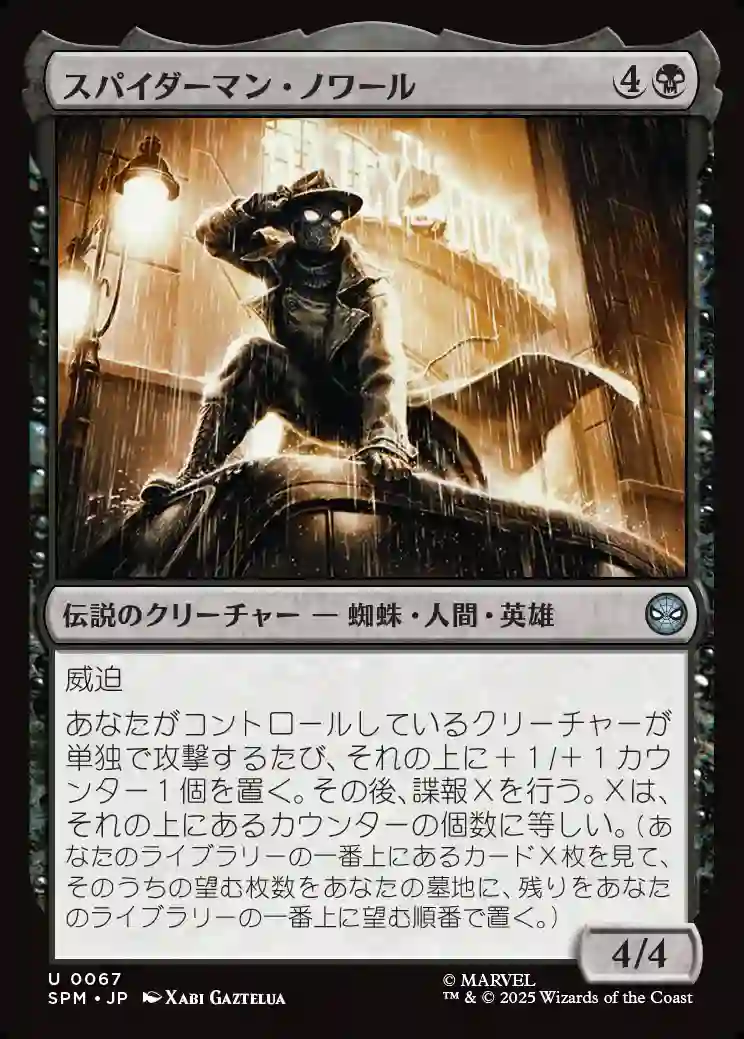 スパイダーマン・ノワール 4
THE
BUGLE
伝説のクリーチャー — 蜘蛛・人間・英雄
威迫
あなたがコントロールしているクリーチャーが
単独で攻撃するたび、それの上に+1/+1カウ
ンター1個を置く。その後、諜報Xを行う。Xは、
それの上にあるカウンターの個数に等しい。(あ
なたのライブラリーの一番上にあるカードX枚を見て、
そのうちの望む枚数をあなたの墓地に、残りをあなた
のライブラリーの一番上に望む順番で置く。)
4/4
U 0067
SPM • JP Xabi Gaztelua
© MARVEL
™ & © 2025 Wizards of the Coast